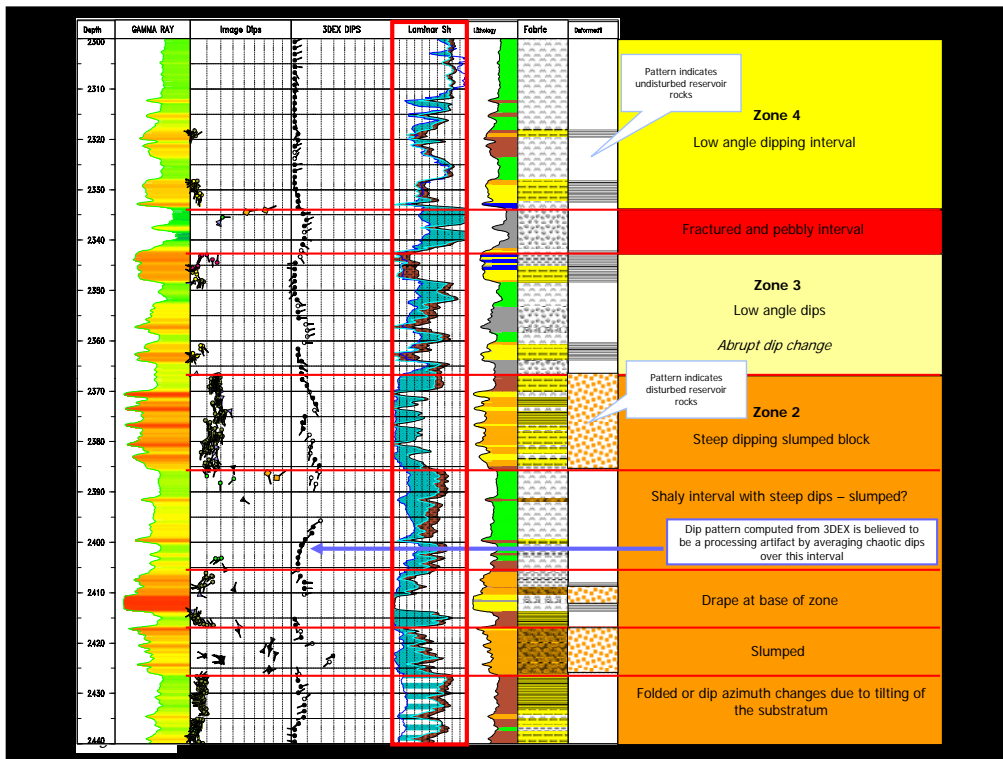 Depth GAMMA RAY Image Dips 3DEX DIPS Laminar Sh Lithology Fabric Deformed?
2300
2310
2320
2330
2340
2350
2360
2370
2380
2390
2400
2410
2420
2430
2440
Pattern indicates
undisturbed reservoir
rocks
Zone 4
Low angle dipping interval
Fractured and pebbly interval
Zone 3
Low angle dips
Abrupt dip change
Pattern indicates
disturbed reservoir
rocks
Zone 2
Steep dipping slumped block
Shaly interval with steep dips – slumped?
Dip pattern computed from 3DEX is believed to
be a processing artifact by averaging chaotic dips
over this interval
Drape at base of zone
Slumped
Folded or dip azimuth changes due to tilting of
the substratum